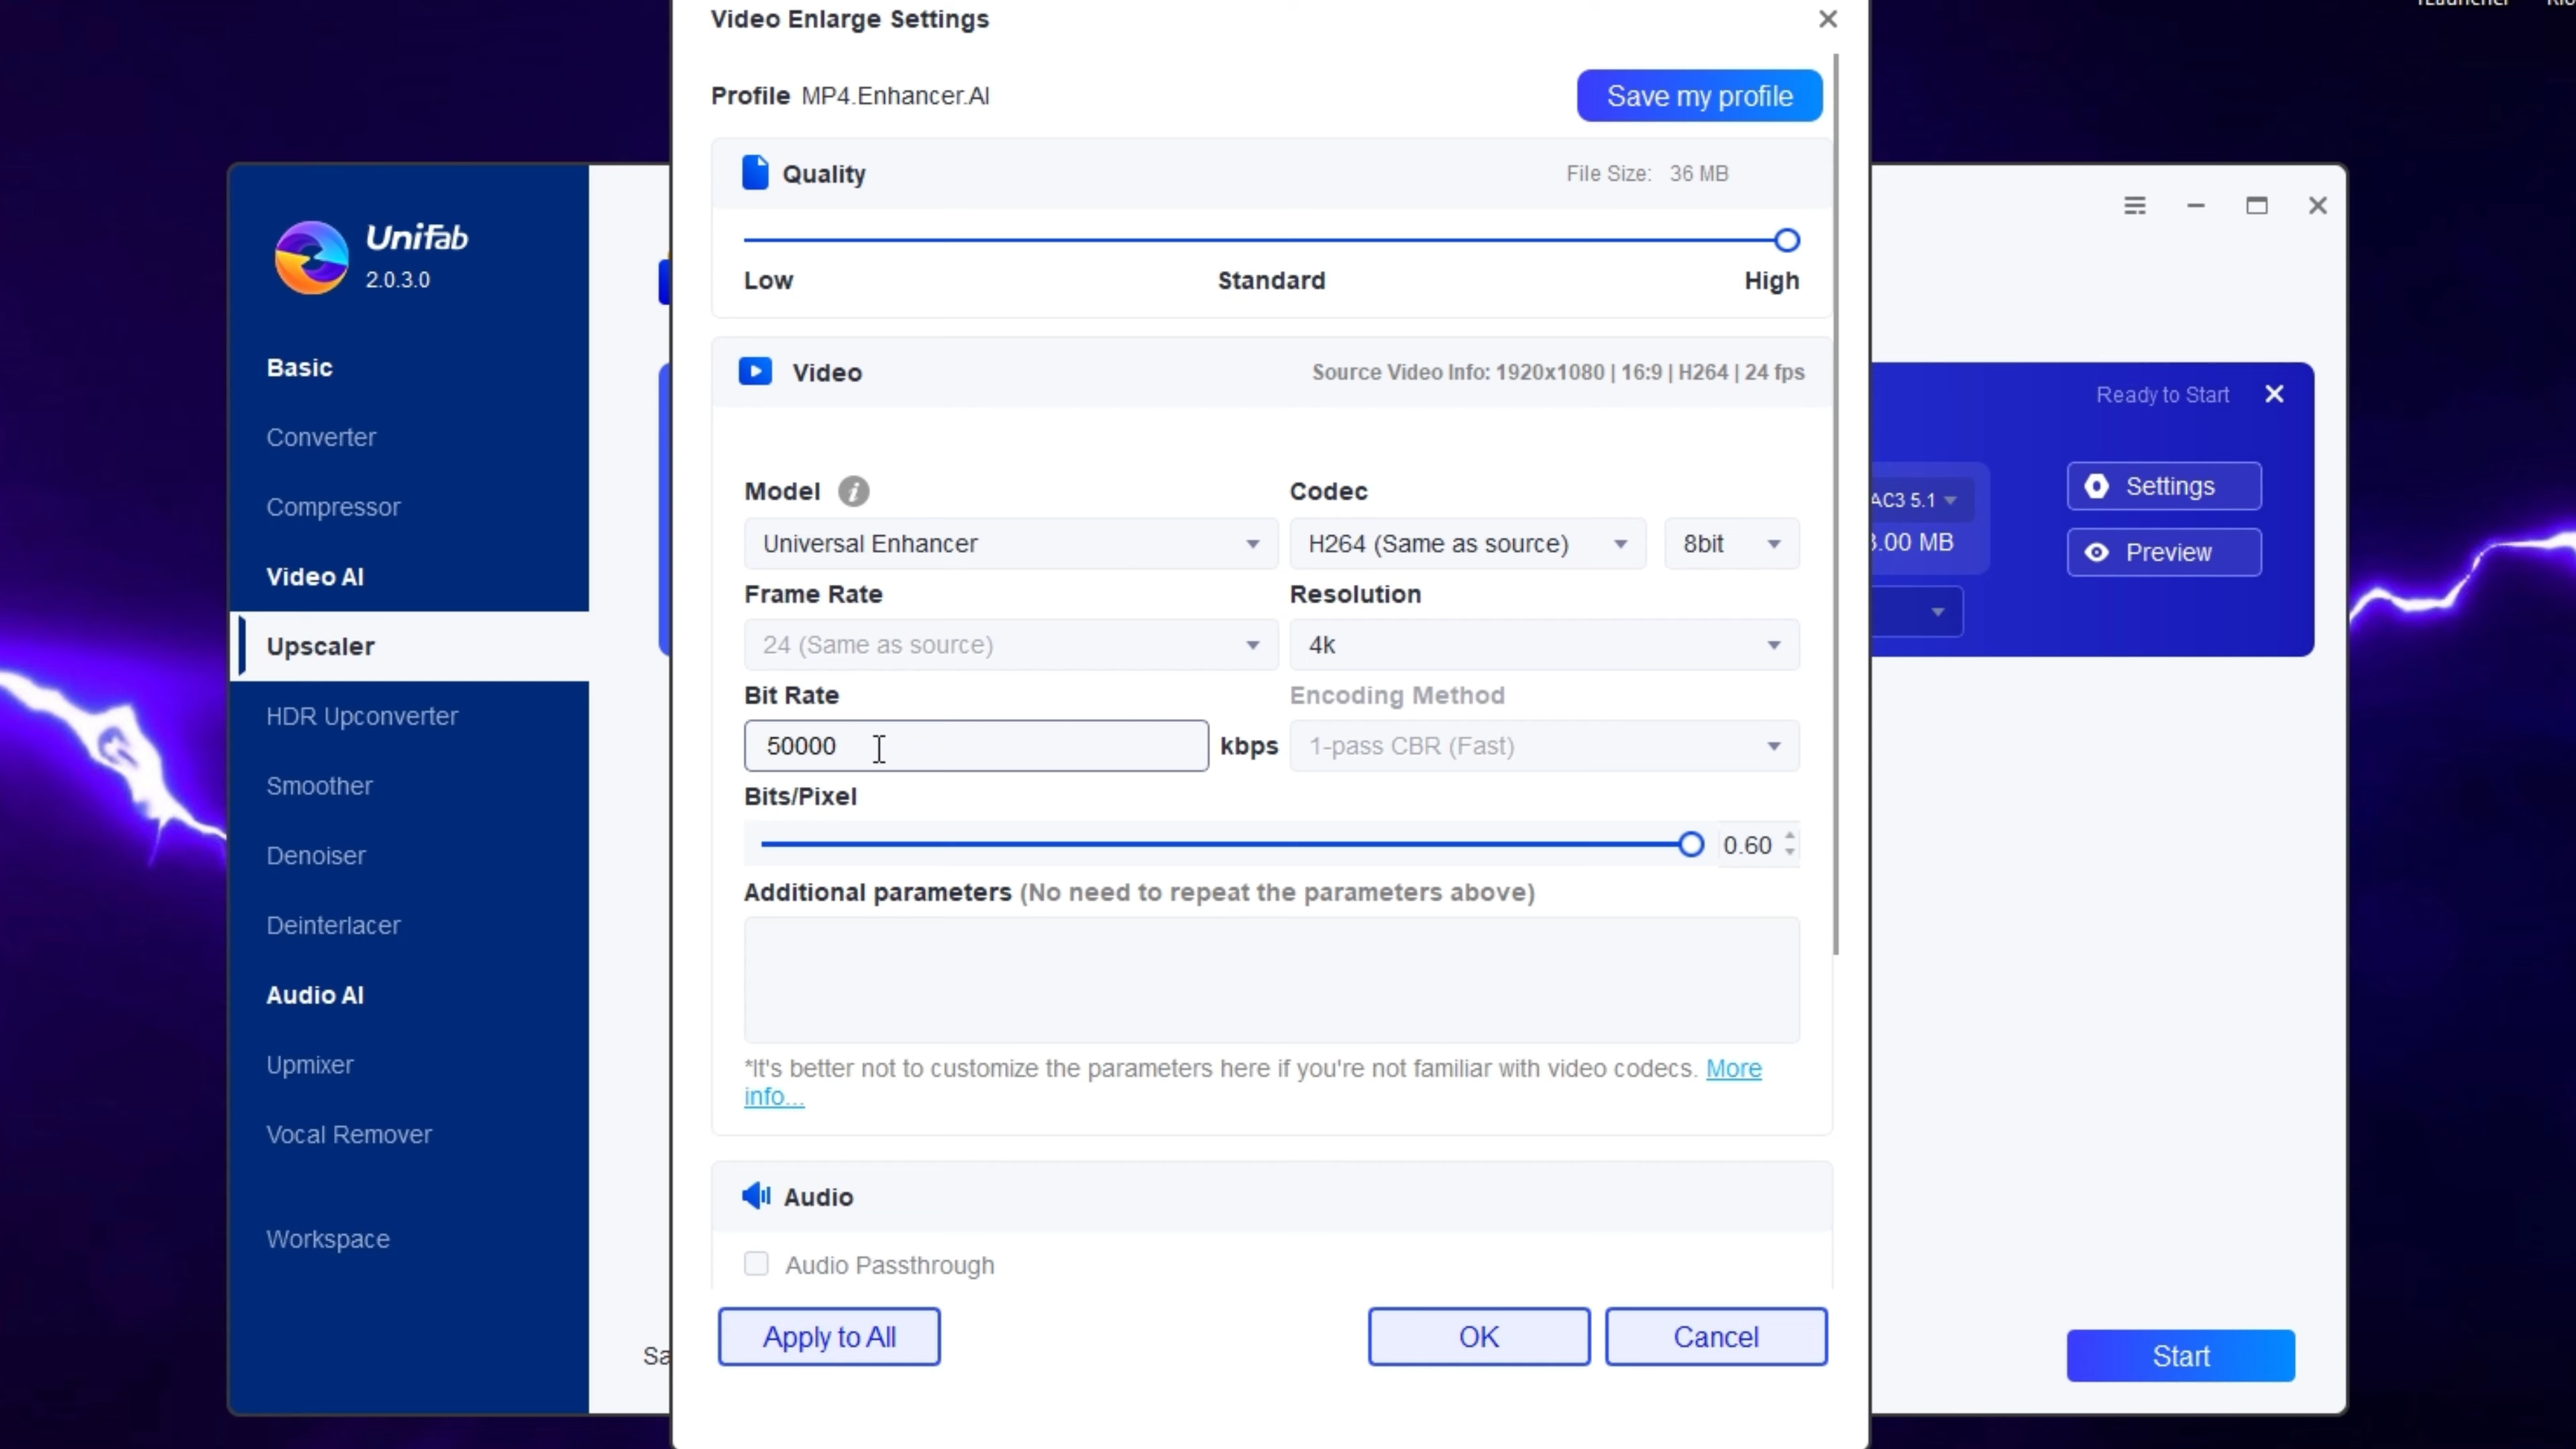 Video Enlarge Settings
Profile MP4.Enhancer.AI
Save my profile
Quality
File Size: 36 MB
Low
Standard
High
Video
Source Video Info: 1920x1080 | 16:9 | H264 | 24 fps
Model
Codec
Universal Enhancer
H264 (Same as source)
8bit
Frame Rate
Resolution
24 (Same as source)
4k
Bit Rate
Encoding Method
50000
kbps
1-pass CBR (Fast)
Bits/Pixel
0.60
Additional parameters (No need to repeat the parameters above)
*It's better not to customize the parameters here if you're not familiar with video codecs. More
info...
Audio
Audio Passthrough
Apply to All
OK
Cancel
UniFab
2.0.3.0
Basic
Converter
Compressor
Video AI
Upscaler
HDR Upconverter
Smoother
Denoiser
Deinterlacer
Audio AI
Upmixer
Vocal Remover
Workspace
Ready to Start
AC3 5.1
.00 MB
Settings
Preview
Start